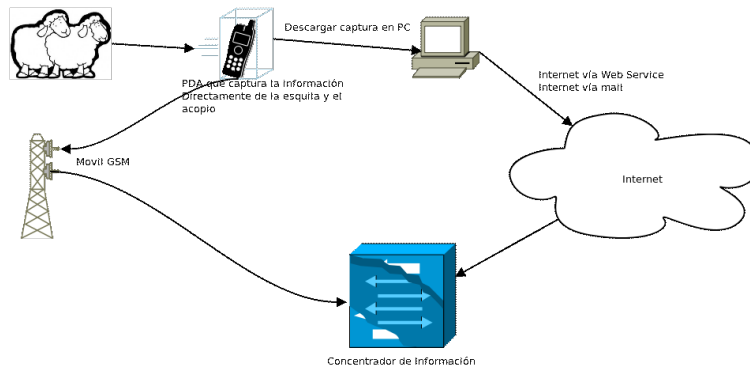 Descargar captura en PC
PDA que captura la Información
Directamente de la esquila y el
acopio
Internet vía Web Service
Internet vía mail
Movil GSM
Internet
Concentrador de Información